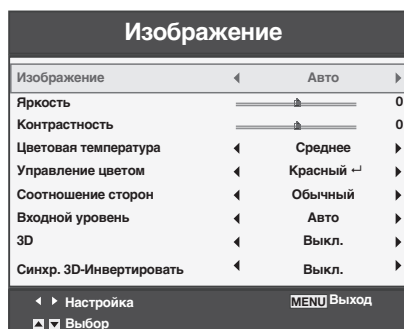 Изображение
Изображение Авто
Яркость 0
Контрастность 0
Цветовая температура Среднее
Управление цветом Красный ↵
Соотношение сторон Обычный
Входной уровень Авто
3D Выкл.
Синхр. 3D-Инвертировать Выкл.
Настройка MENU Выход
Выбор